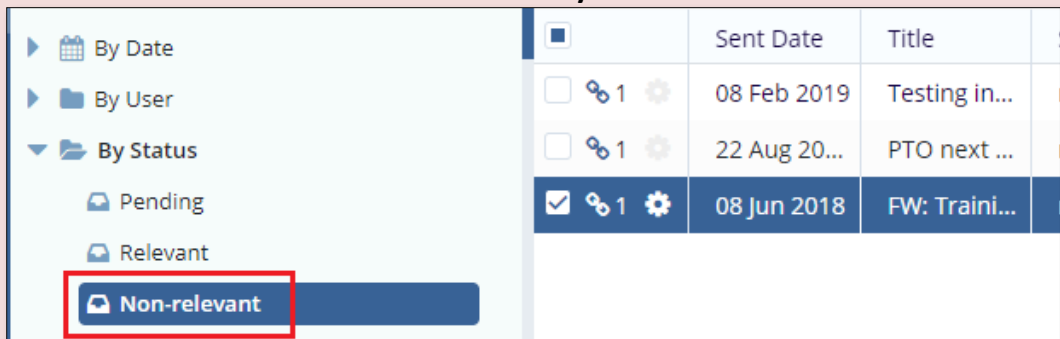 By Date
By User
By Status
Pending
Relevant
Non-relevant
Sent Date Title
1 08 Feb 2019 Testing in...
1 22 Aug 20... PTO next ...
1 08 Jun 2018 FW: Traini...